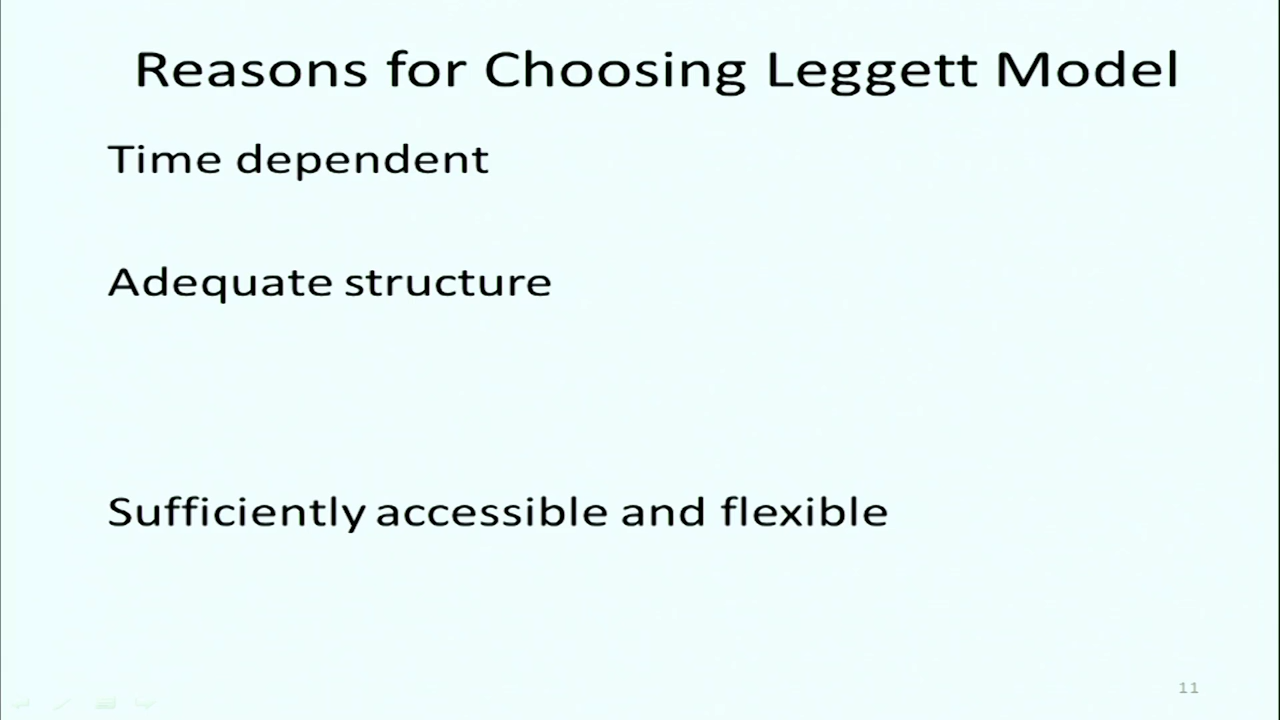 Reasons for Choosing Leggett Model
Time dependent
Adequate structure
Sufficiently accessible and flexible
11